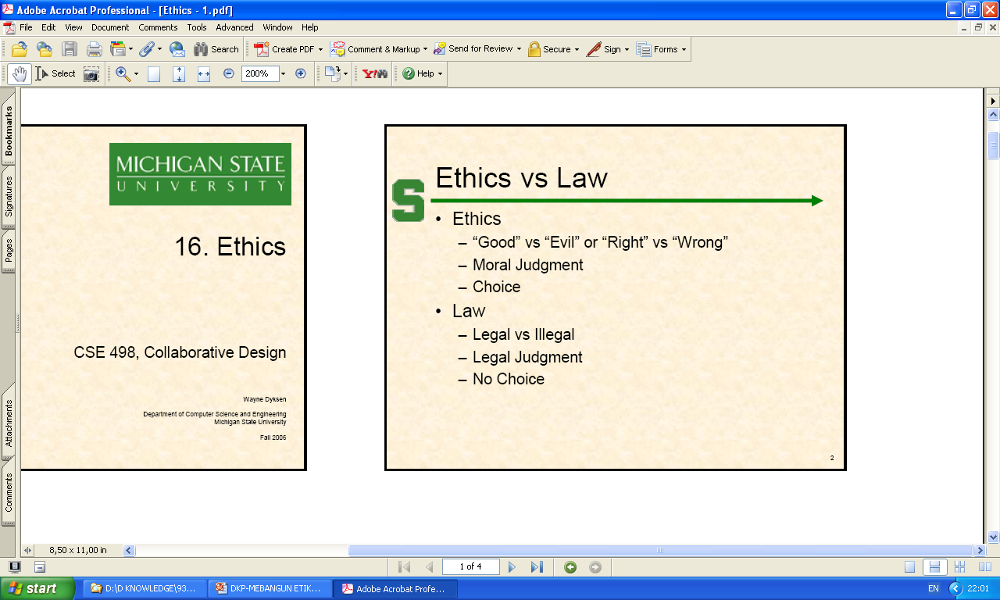 Adobe Acrobat Professional - [Ethics - 1.pdf]
File Edit View Document Comments Tools Advanced Window Help
Search Create PDF Comment & Markup Send for Review Secure Sign Forms
Select 200% Y! Help
Bookmarks
Signatures
Pages
Attachments
Comments
MICHIGAN STATE
UNIVERSITY
16. Ethics
CSE 498, Collaborative Design
Wayne Dyksen
Department of Computer Science and Engineering
Michigan State University
Fall 2006
S
Ethics vs Law
• Ethics
– “Good” vs “Evil” or “Right” vs “Wrong”
– Moral Judgment
– Choice
• Law
– Legal vs Illegal
– Legal Judgment
– No Choice
2
8,50 x 11,00 in
1 of 4
start D:\D KNOWLEDGE\93... DKP-MEBANGUN ETIK... Adobe Acrobat Profe... EN 22:01